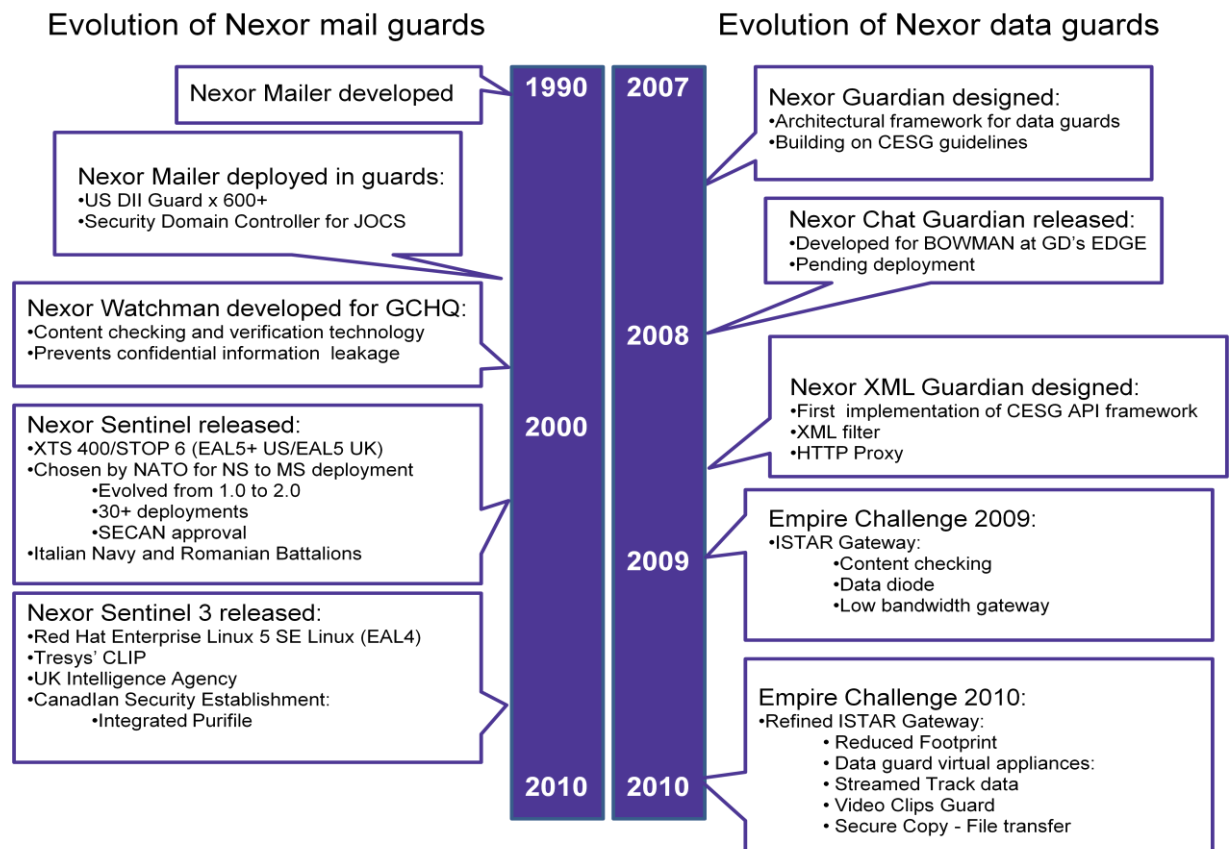 Evolution of Nexor mail guards
Nexor Mailer developed
Nexor Mailer deployed in guards:
•US DII Guard x 600+
•Security Domain Controller for JOCS
Nexor Watchman developed for GCHQ:
•Content checking and verification technology
•Prevents confidential information leakage
Nexor Sentinel released:
•XTS 400/STOP 6 (EAL5+ US/EAL5 UK)
•Chosen by NATO for NS to MS deployment
•Evolved from 1.0 to 2.0
•30+ deployments
•SECAN approval
•Italian Navy and Romanian Battalions
Nexor Sentinel 3 released:
•Red Hat Enterprise Linux 5 SE Linux (EAL4)
•Tresys' CLIP
•UK Intelligence Agency
•Canadian Security Establishment:
•Integrated Purifile
1990
2000
2010
Evolution of Nexor data guards
2007
2008
2009
2010
Nexor Guardian designed:
•Architectural framework for data guards
•Building on CESG guidelines
Nexor Chat Guardian released:
•Developed for BOWMAN at GD's EDGE
•Pending deployment
Nexor XML Guardian designed:
•First implementation of CESG API framework
•XML filter
•HTTP Proxy
Empire Challenge 2009:
•ISTAR Gateway:
•Content checking
•Data diode
•Low bandwidth gateway
Empire Challenge 2010:
•Refined ISTAR Gateway:
• Reduced Footprint
• Data guard virtual appliances:
• Streamed Track data
• Video Clips Guard
• Secure Copy - File transfer